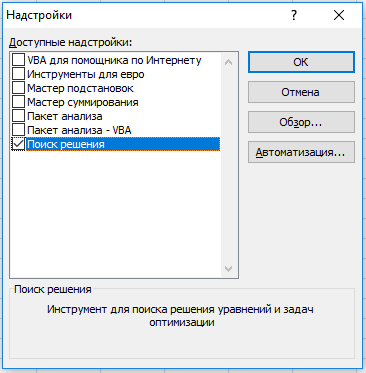 Надстройки
Доступные надстройки:
VBA для помощника по Интернету
Инструменты для евро
Мастер подстановок
Мастер суммирования
Пакет анализа
Пакет анализа - VBA
Поиск решения
OK
Отмена
Обзор...
Автоматизация...
Поиск решения
Инструмент для поиска решения уравнений и задач
оптимизации